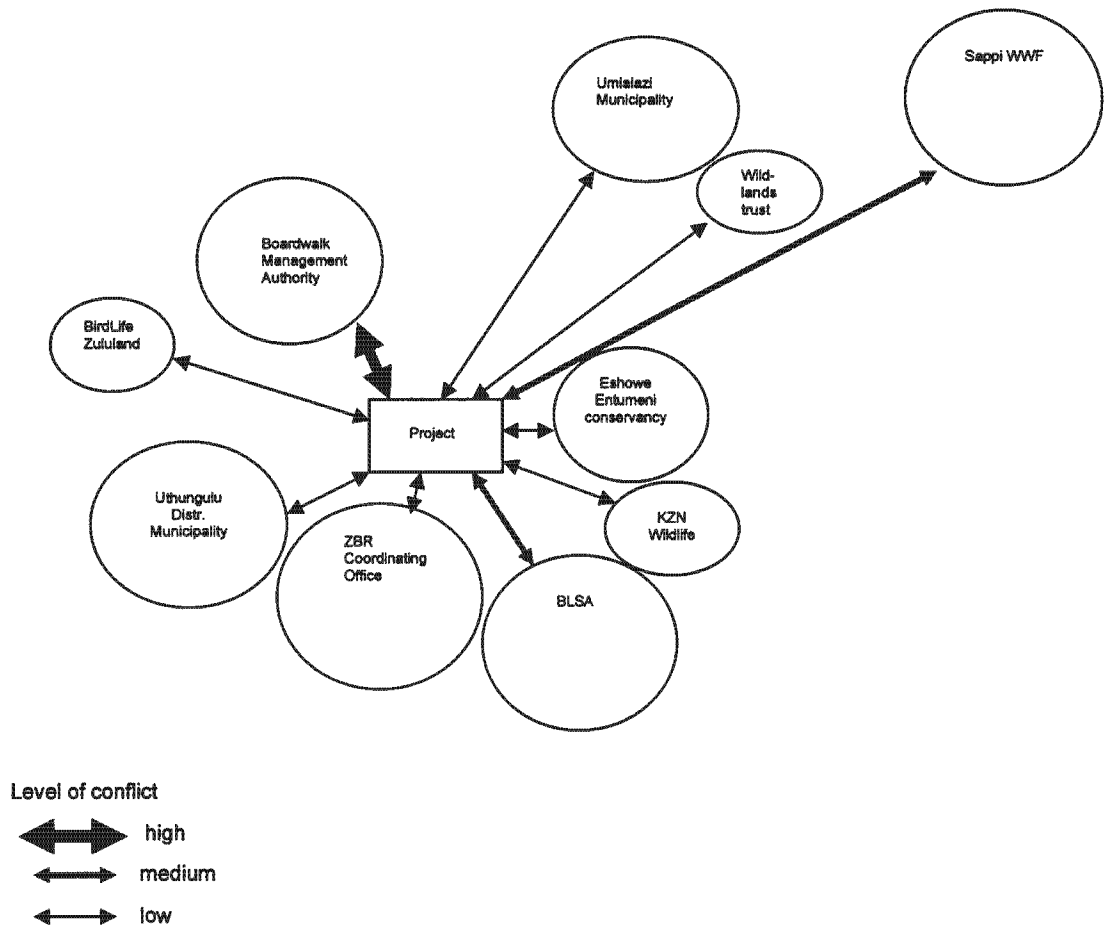 Sappi WWF
Umlalazi
Municipality
Wild-
lands
trust
Boardwalk
Management
Authority
BirdLife
Zululand
Eshowe
Entumeni
conservancy
Project
Uthungulu
Distr.
Municipality
KZN
Wildlife
ZBR
Coordinating
Office
BLSA
Level of conflict
high
medium
low